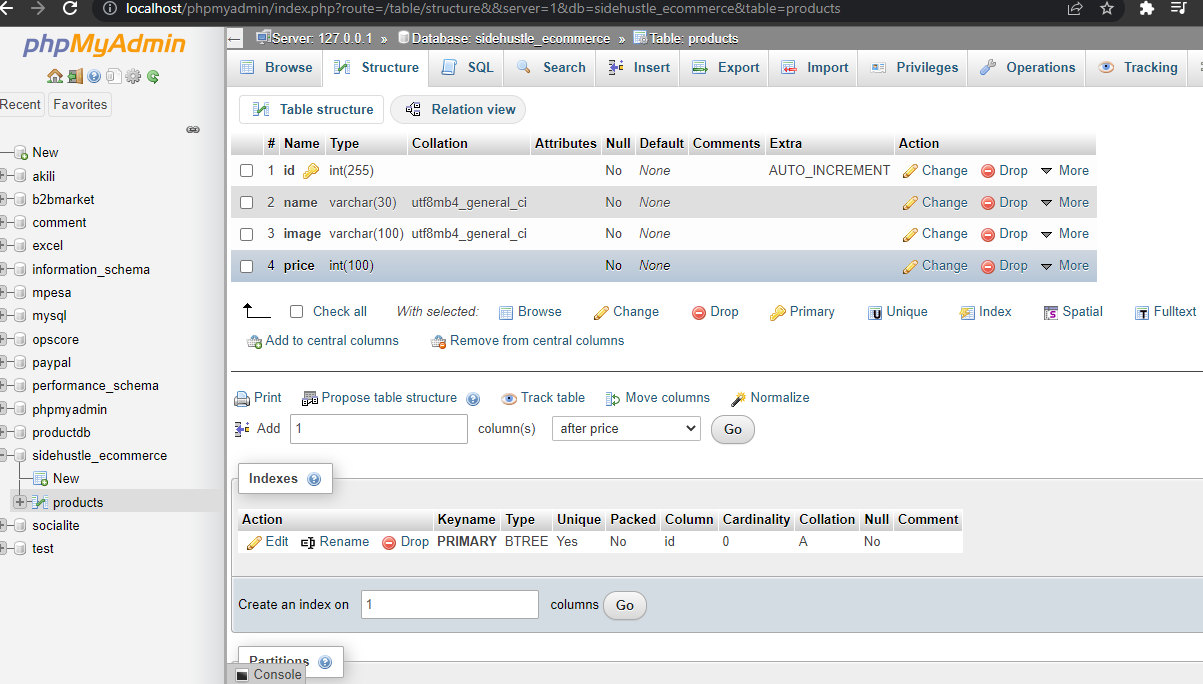 localhost/phpmyadmin/index.php?route=/table/structure&&server=1&db=sidehustle_ecommerce&table=products
phpMyAdmin
Recent Favorites
New
akili
b2bmarket
comment
excel
information_schema
mpesa
mysql
opscore
paypal
performance_schema
phpmyadmin
productdb
sidehustle_ecommerce
New
products
socialite
test
Server: 127.0.0.1 » Database: sidehustle_ecommerce » Table: products
Browse Structure SQL Search Insert Export Import Privileges Operations Tracking
Table structure Relation view
# Name Type Collation Attributes Null Default Comments Extra Action
1 id int(255) No None AUTO_INCREMENT Change Drop More
2 name varchar(30) utf8mb4_general_ci No None Change Drop More
3 image varchar(100) utf8mb4_general_ci No None Change Drop More
4 price int(100) No None Change Drop More
Check all With selected: Browse Change Drop Primary Unique Index Spatial Fulltext
Add to central columns Remove from central columns
Print Propose table structure Track table Move columns Normalize
Add 1 column(s) after price Go
Indexes
Action Keyname Type Unique Packed Column Cardinality Collation Null Comment
Edit Rename Drop PRIMARY BTREE Yes No id 0 A No
Create an index on 1 columns Go
Partitions
Console